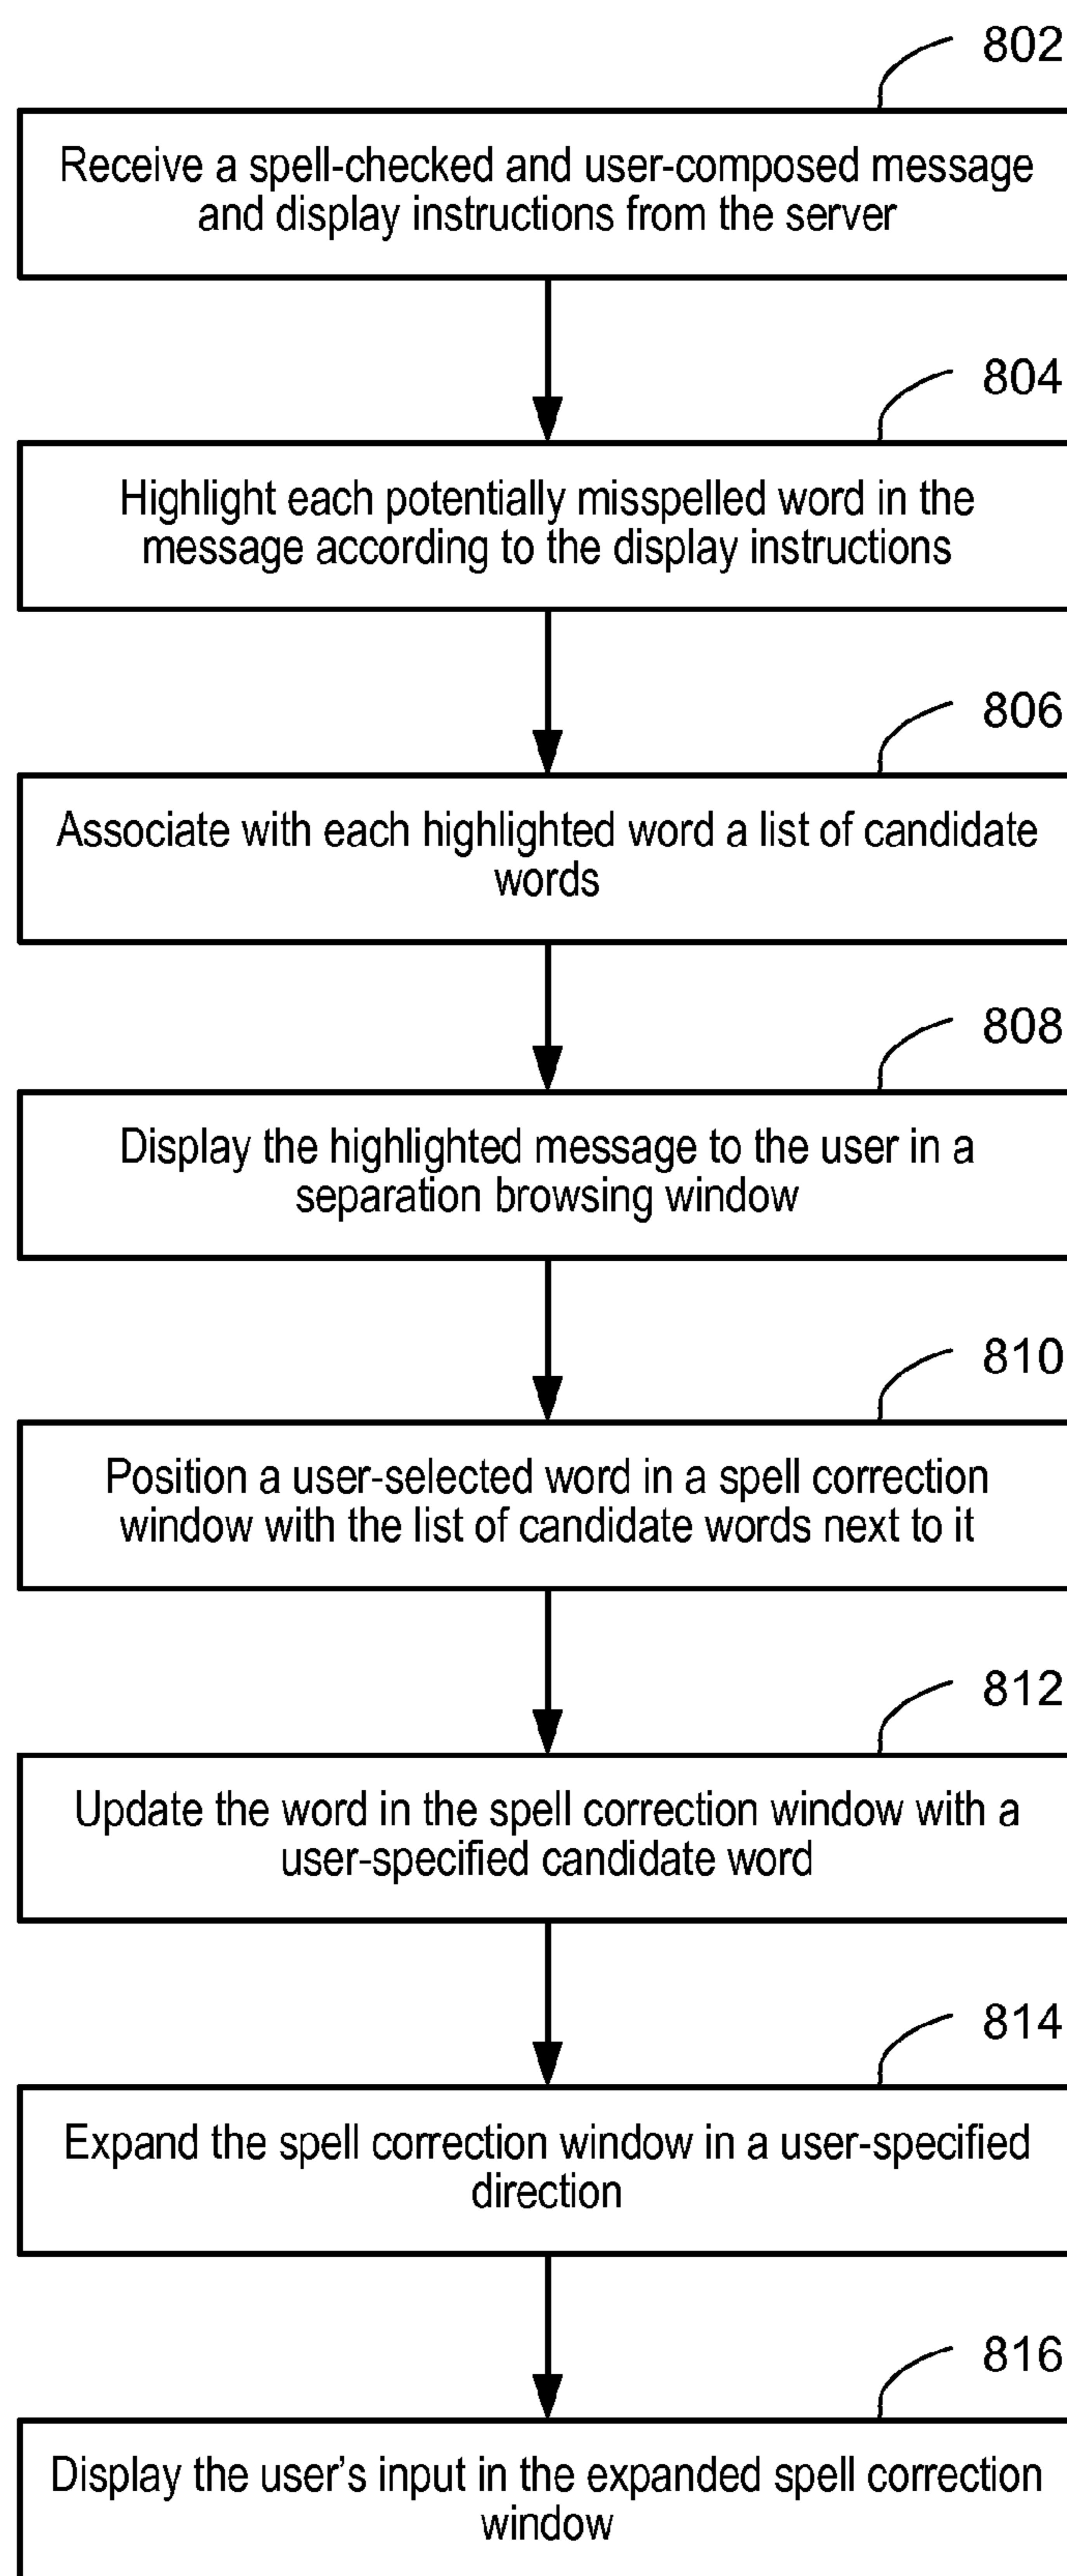 802
Receive a spell-checked and user-composed message
and display instructions from the server
804
Highlight each potentially misspelled word in the
message according to the display instructions
806
Associate with each highlighted word a list of candidate
words
808
Display the highlighted message to the user in a
separation browsing window
810
Position a user-selected word in a spell correction
window with the list of candidate words next to it
812
Update the word in the spell correction window with a
user-specified candidate word
814
Expand the spell correction window in a user-specified
direction
816
Display the user's input in the expanded spell correction
window